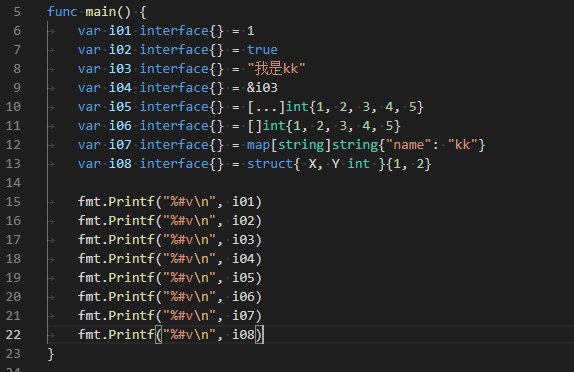 5 func main() {
6 var i01 interface{} = 1
7 var i02 interface{} = true
8 var i03 interface{} = "我是kk"
9 var i04 interface{} = &i03
10 var i05 interface{} = [...]int{1, 2, 3, 4, 5}
11 var i06 interface{} = []int{1, 2, 3, 4, 5}
12 var i07 interface{} = map[string]string{"name": "kk"}
13 var i08 interface{} = struct{ X, Y int }{1, 2}
14
15 fmt.Printf("%#v\n", i01)
16 fmt.Printf("%#v\n", i02)
17 fmt.Printf("%#v\n", i03)
18 fmt.Printf("%#v\n", i04)
19 fmt.Printf("%#v\n", i05)
20 fmt.Printf("%#v\n", i06)
21 fmt.Printf("%#v\n", i07)
22 fmt.Printf("%#v\n", i08)
23 }